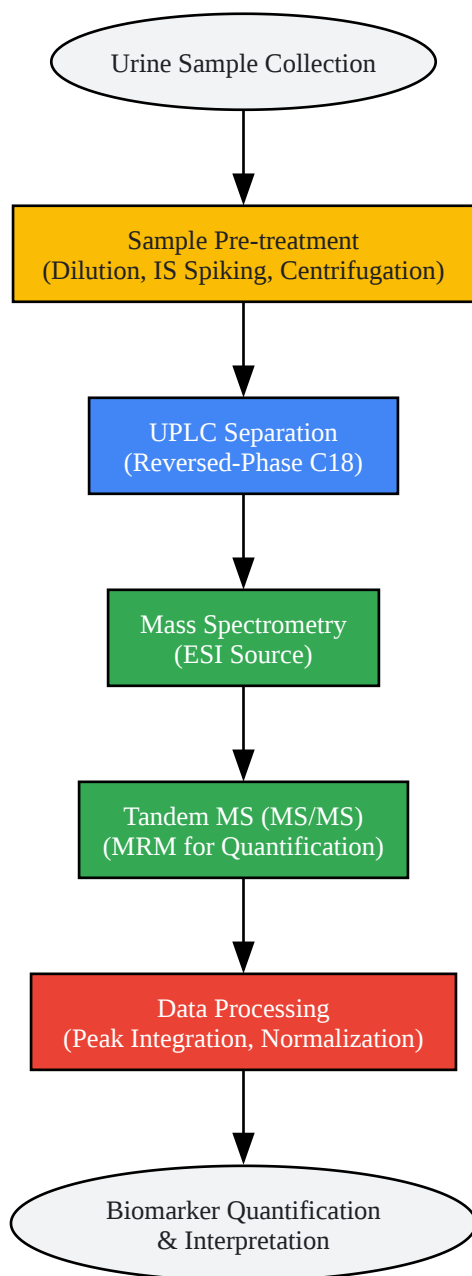 Urine Sample Collection
Sample Pre-treatment
(Dilution, IS Spiking, Centrifugation)
UPLC Separation
(Reversed-Phase C18)
Mass Spectrometry
(ESI Source)
Tandem MS (MS/MS)
(MRM for Quantification)
Data Processing
(Peak Integration, Normalization)
Biomarker Quantification
& Interpretation